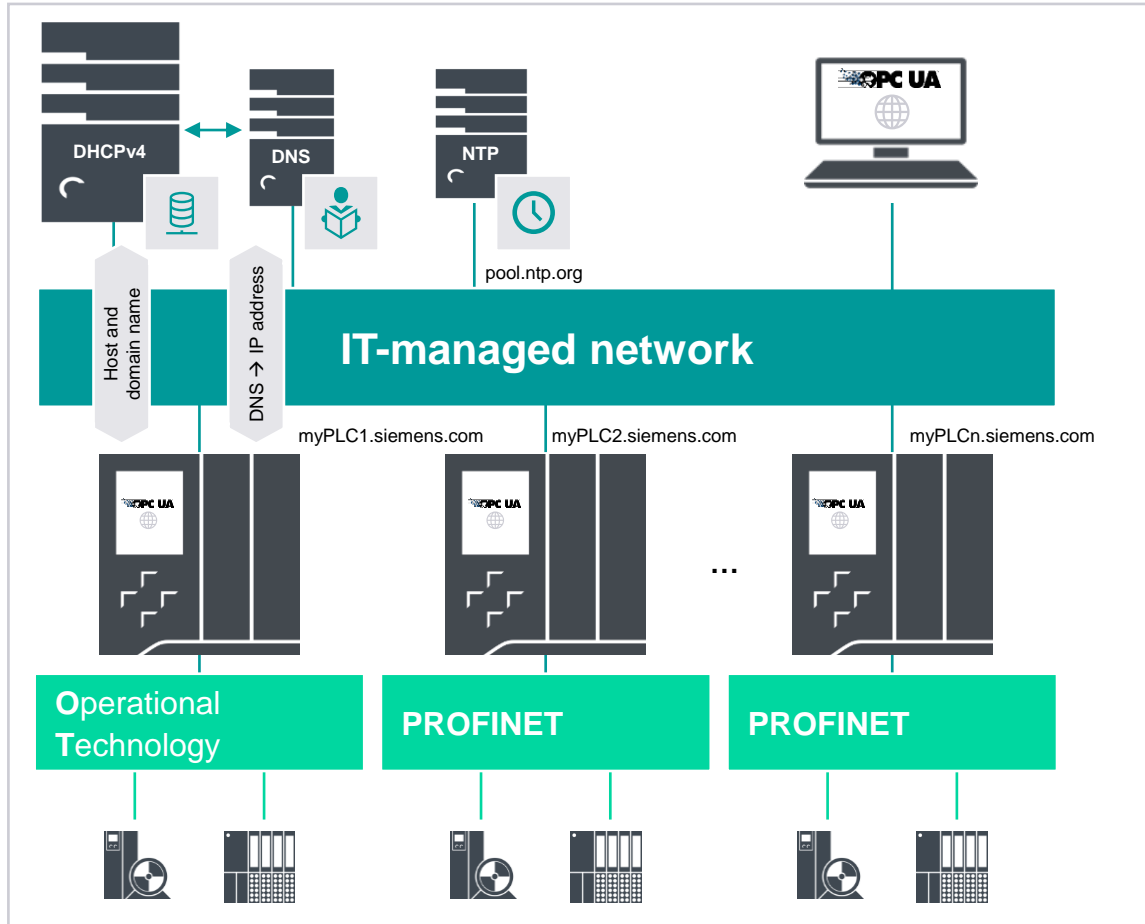 OPC UA
DHCPv4
DNS
NTP
pool.ntp.org
Host and
domain name
DNS → IP address
IT-managed network
myPLC1.siemens.com
myPLC2.siemens.com
myPLCn.siemens.com
OPC UA
OPC UA
OPC UA
...
Operational
Technology
PROFINET
PROFINET